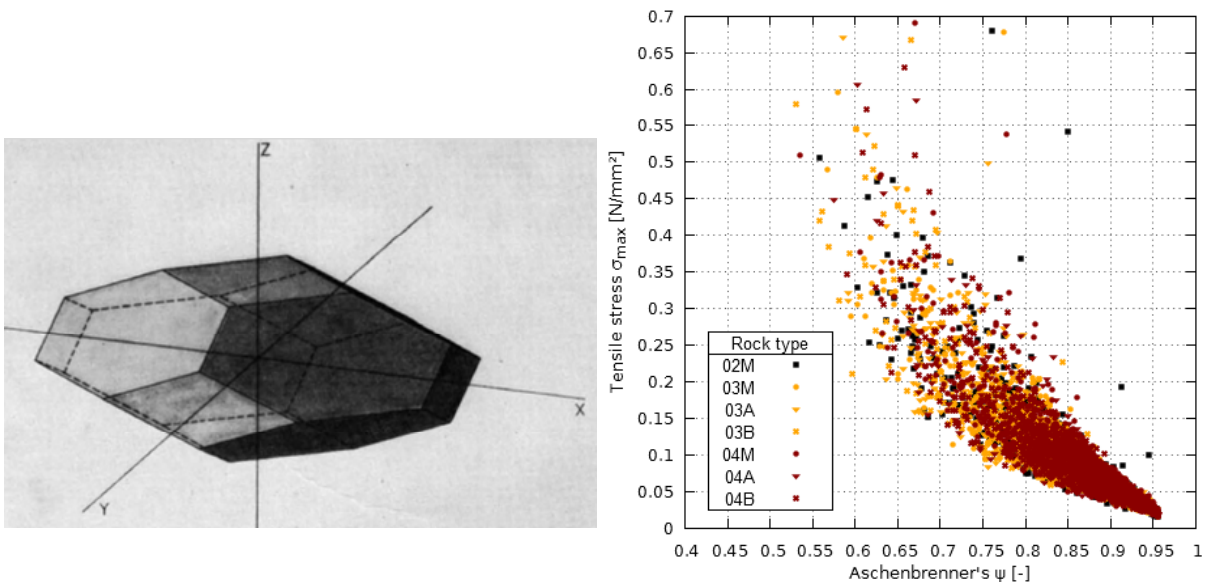 Z
X
Y
Tensile stress σmax [N/mm²]
0.7
0.65
0.6
0.55
0.5
0.45
0.4
0.35
0.3
0.25
0.2
0.15
0.1
0.05
0
Rock type
02M
03M
03A
03B
04M
04A
04B
0.4 0.45 0.5 0.55 0.6 0.65 0.7 0.75 0.8 0.85 0.9 0.95 1
Aschenbrenner's ψ [-]